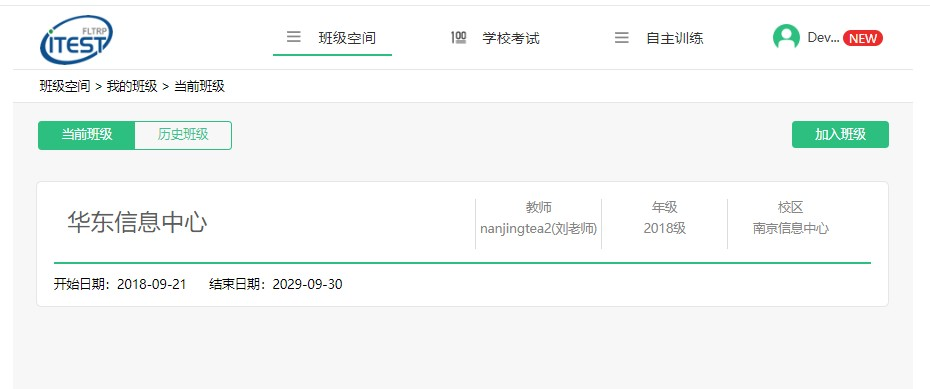 FLTRP
iTEST
班级空间
100 学校考试
自主训练
Dev... NEW
班级空间 > 我的班级 > 当前班级
当前班级 历史班级 加入班级
华东信息中心
教师 年级 校区
nanjingtea2(刘老师) 2018级 南京信息中心
开始日期：2018-09-21 结束日期：2029-09-30